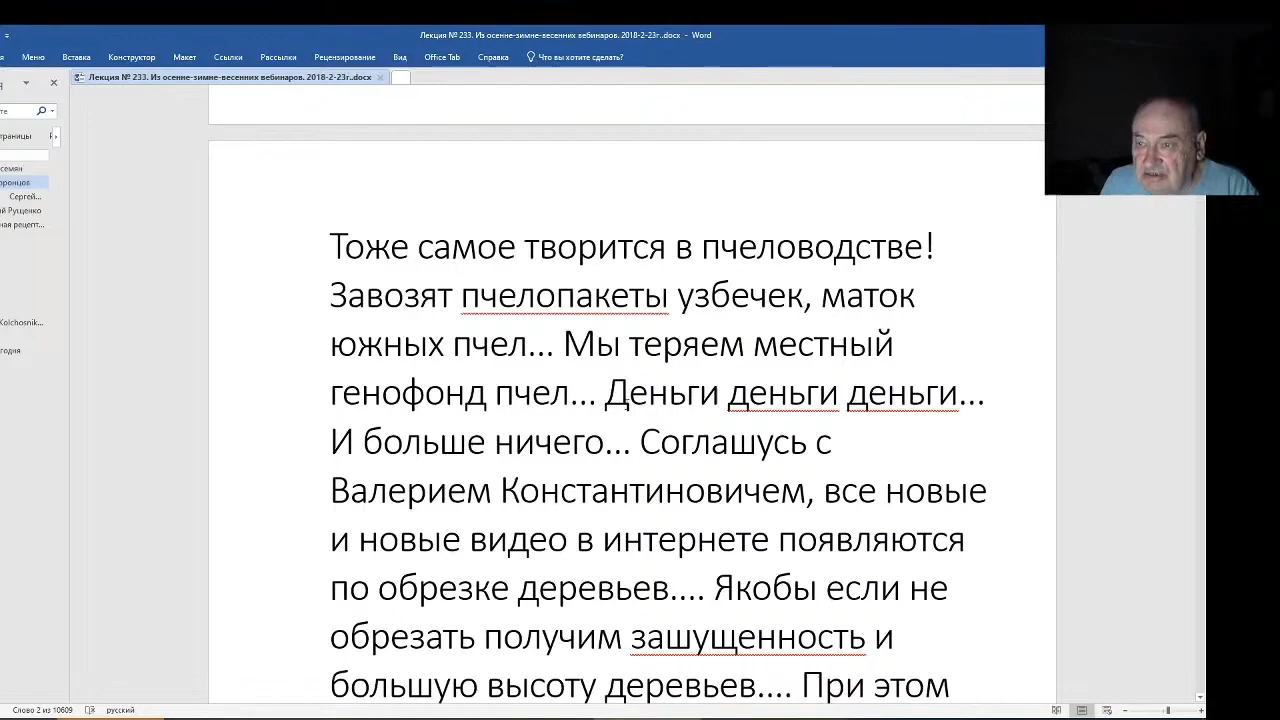 Лекция № 233. Из осенне-зимне-весенних вебинаров. 2018-2-23г..docx - Word
Меню Вставка Конструктор Макет Ссылки Рассылки Рецензирование Вид Office Tab Справка Что вы хотите сделать?
Лекция № 233. Из осенне-зимне-весенних вебинаров. 2018-2-23г..docx
семян
Сергей...
Рущенко
Kolchosnik...
Тоже самое творится в пчеловодстве!
Завозят пчелопакеты узбечек, маток
южных пчел... Мы теряем местный
генофонд пчел... Деньги деньги деньги...
И больше ничего... Соглашусь с
Валерием Константиновичем, все новые
и новые видео в интернете появляются
по обрезке деревьев.... Якобы если не
обрезать получим зашущенность и
большую высоту деревьев.... При этом
Слово 2 из 10609 русский